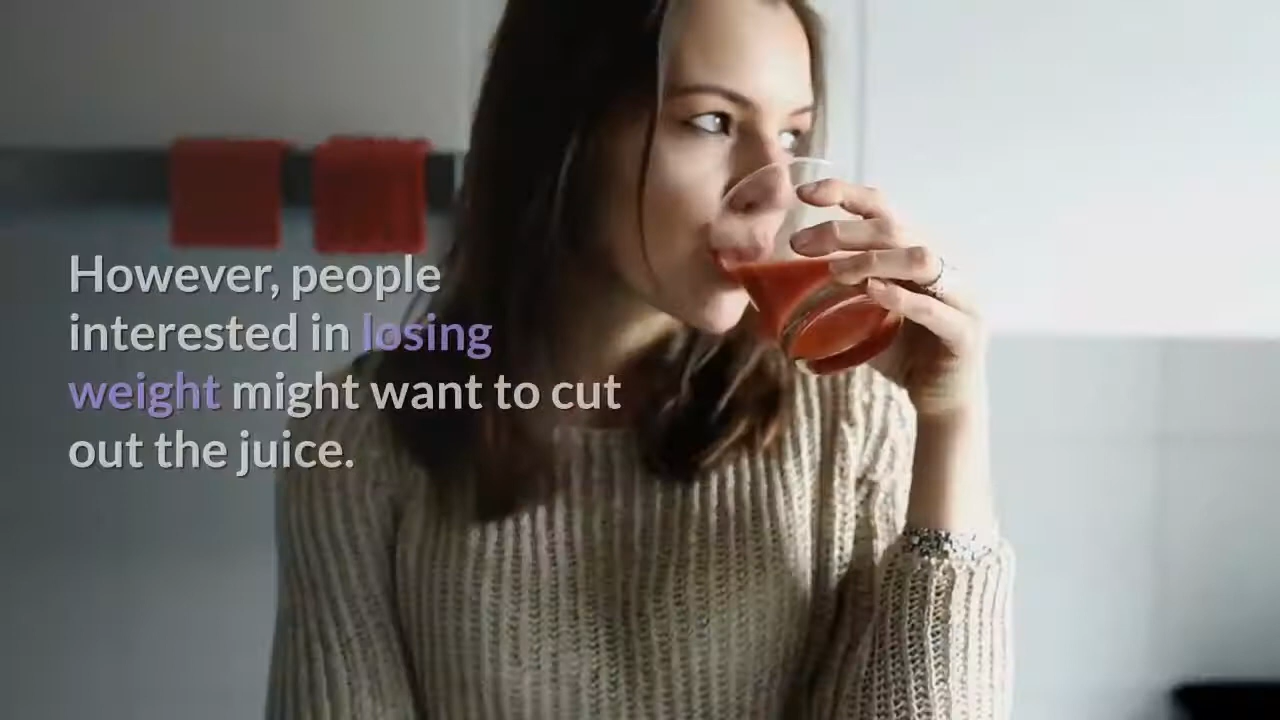 However, people
interested in losing
weight might want to cut
out the juice.